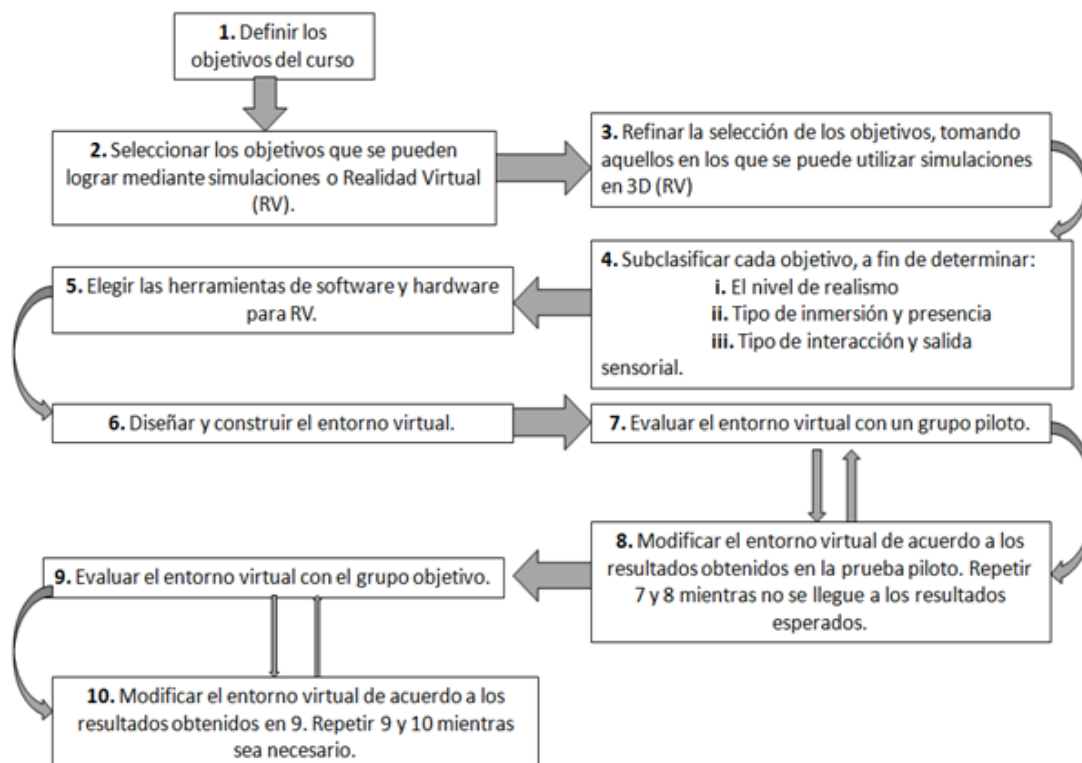 1. Definir los
objetivos del curso
2. Seleccionar los objetivos que se pueden
lograr mediante simulaciones o Realidad Virtual
(RV).
3. Refinar la selección de los objetivos, tomando
aquellos en los que se puede utilizar simulaciones
en 3D (RV)
4. Subclasificar cada objetivo, a fin de determinar:
i. El nivel de realismo
ii. Tipo de inmersión y presencia
iii. Tipo de interacción y salida
sensorial.
5. Elegir las herramientas de software y hardware
para RV.
6. Diseñar y construir el entorno virtual.
7. Evaluar el entorno virtual con un grupo piloto.
8. Modificar el entorno virtual de acuerdo a los
resultados obtenidos en la prueba piloto. Repetir
7 y 8 mientras no se llegue a los resultados
esperados.
9. Evaluar el entorno virtual con el grupo objetivo.
10. Modificar el entorno virtual de acuerdo a los
resultados obtenidos en 9. Repetir 9 y 10 mientras
sea necesario.